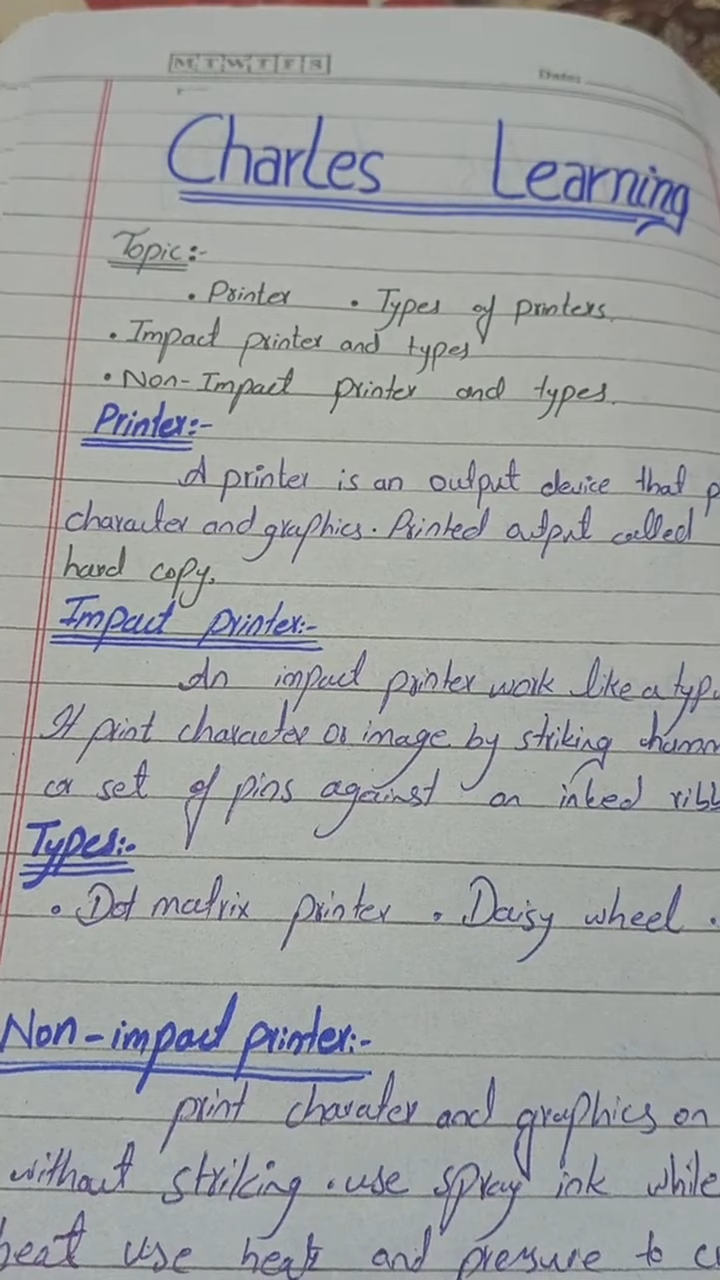 M T W T F S
Date:
Charles Learning
Topic:-
• Printer • Types of printers.
• Impact printer and types
• Non-Impact printer and types.
Printer:-
A printer is an output device that p
character and graphics. Printed output called
hard copy.
Impact printer:-
An impact printer work like a typ
It print character or image by striking
or set of pins against an inked ribb
Types:-
• Dot matrix printer • Daisy wheel •
Non-impact printer:-
print charater and graphics on
without striking. use spray ink while
heat use heat and pressure to c